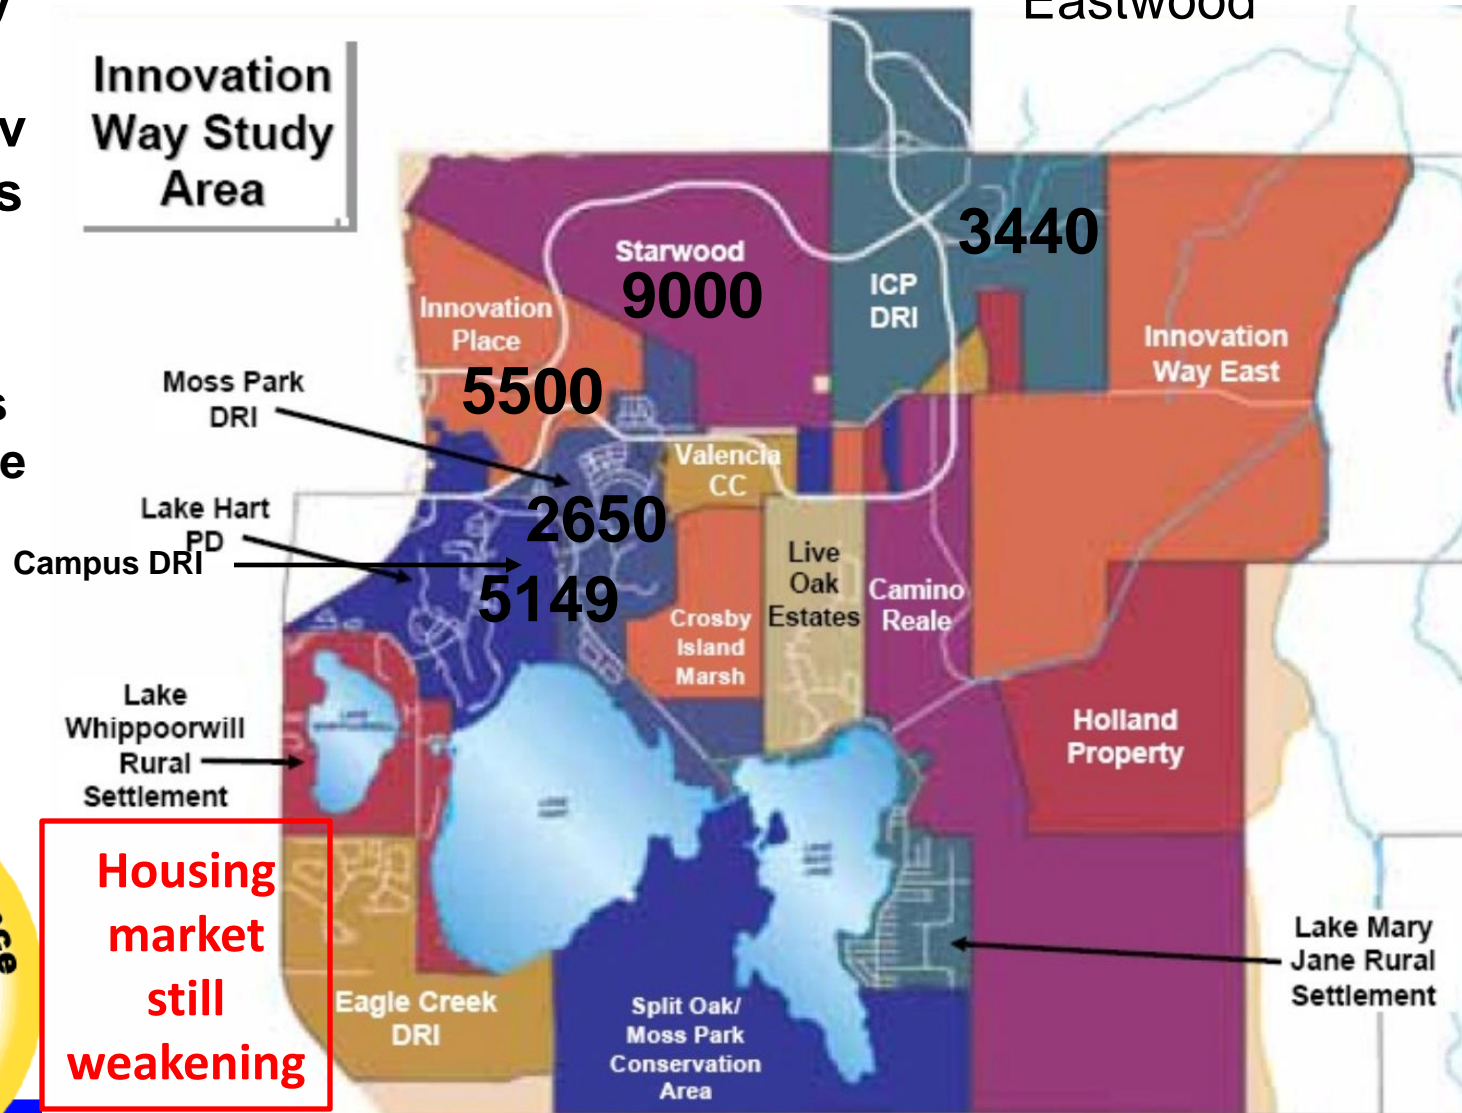 Eastwood
Innovation
Way Study
Area
3440
Starwood
9000
ICP
DRI
Innovation
Place
Innovation
Way East
5500
Moss Park
DRI
Valencia
CC
2650
Lake Hart
PD
Campus DRI
5149
Live
Oak
Estates
Camino
Reale
Crosby
Island
Marsh
Lake
Whippoorwill
Rural
Settlement
Holland
Property
Housing
market
still
weakening
Lake Mary
Jane Rural
Settlement
Eagle Creek
DRI
Split Oak/
Moss Park
Conservation
Area